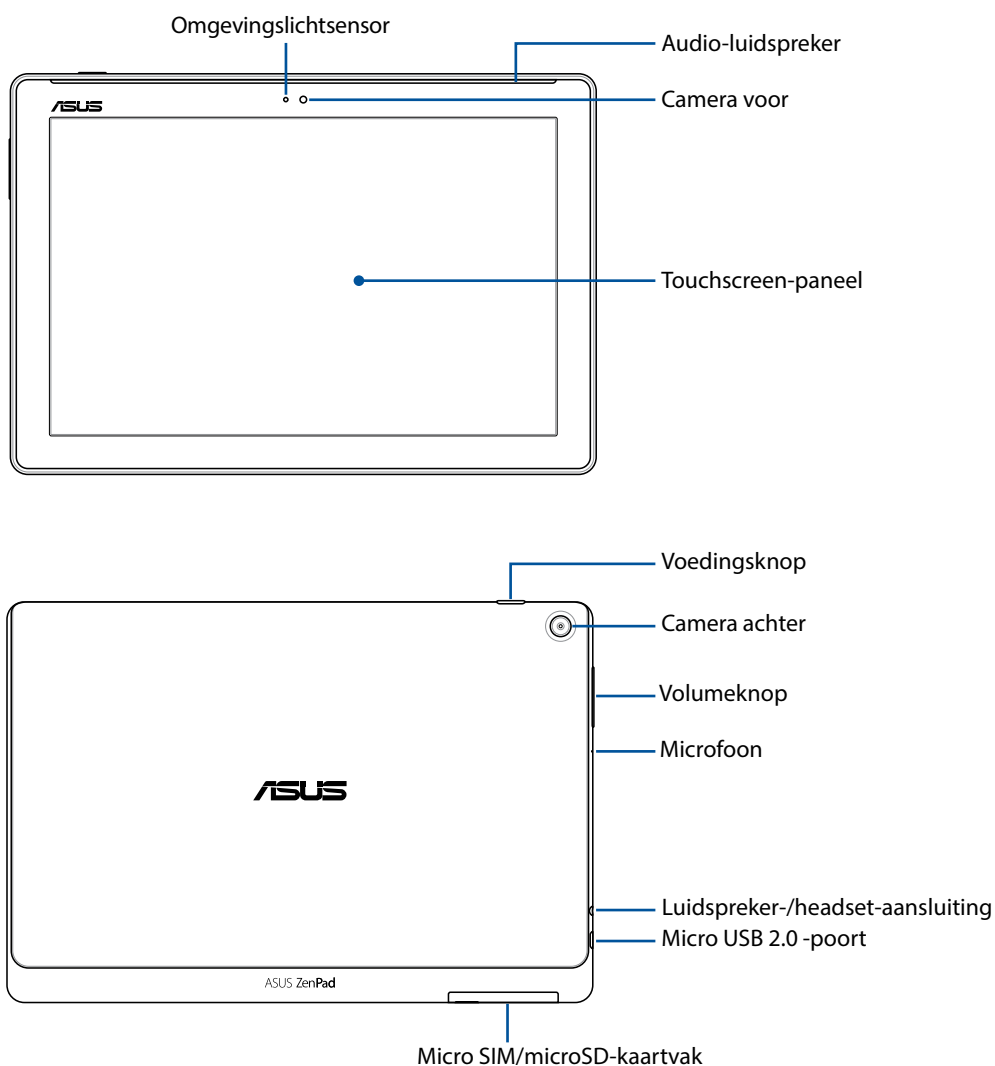 Omgevingslichtsensor
Audio-luidspreker
Camera voor
ASUS
Touchscreen-paneel
Voedingsknop
Camera achter
Volumeknop
Microfoon
ASUS
Luidspreker-/headset-aansluiting
Micro USB 2.0 -poort
ASUS ZenPad
Micro SIM/microSD-kaartvak